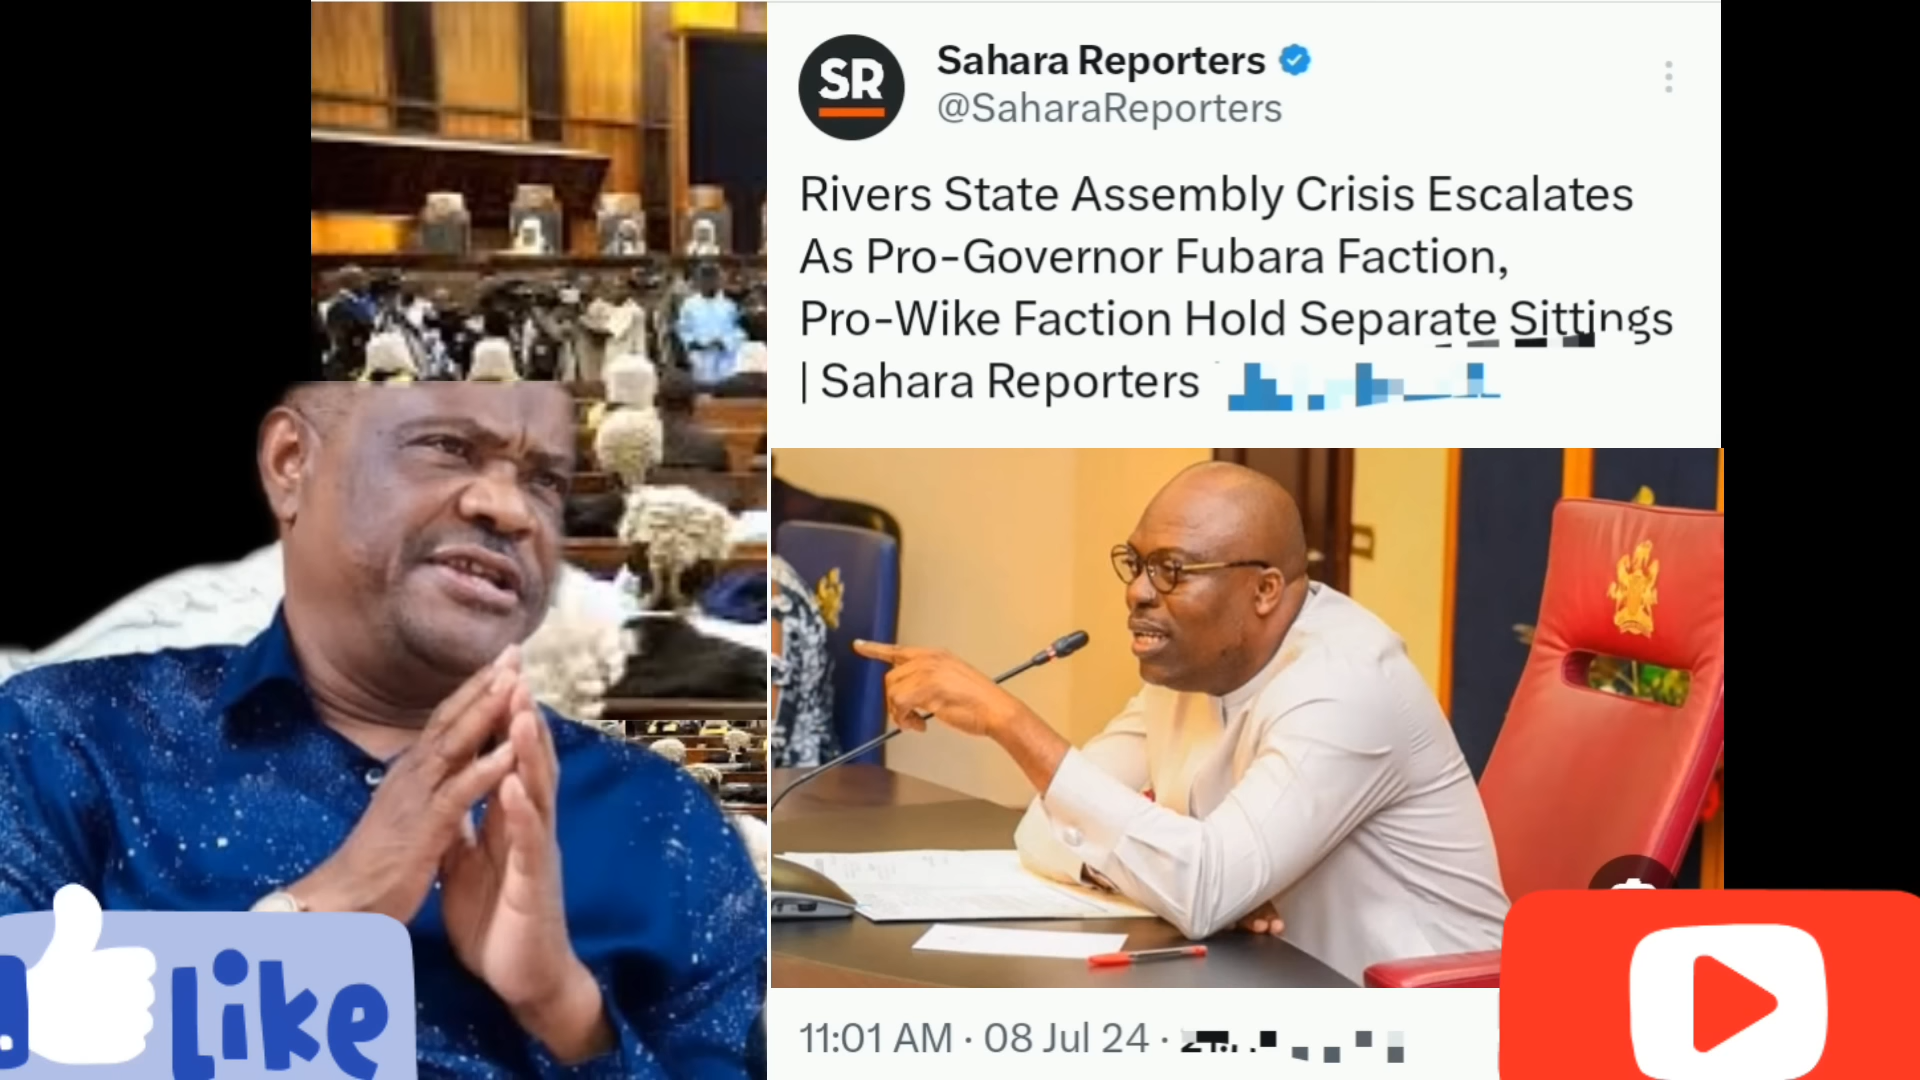 SR
Sahara Reporters
@SaharaReporters
Rivers State Assembly Crisis Escalates
As Pro-Governor Fubara Faction,
Pro-Wike Faction Hold Separate Sittings
| Sahara Reporters
11:01 AM · 08 Jul 24 ·
Like